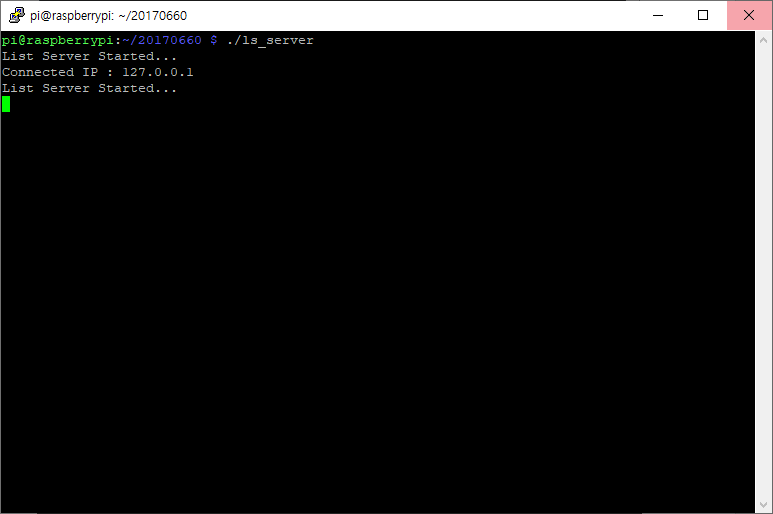 pi@raspberrypi: ~/20170660
pi@raspberrypi:~/20170660 $ ./ls_server
List Server Started...
Connected IP : 127.0.0.1
List Server Started...